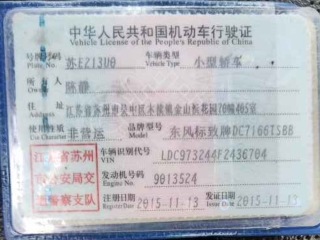 中华人民共和国机动车行驶证
Vehicle License of the People's Republic of China
号牌号码 苏EZ13U0 车辆类型 小型轿车
Plate No. Vehicle Type
所有人 陈静
Owner
住址 江苏省苏州市吴中区木渎镇金山花园70幢405室
Address
使用性质 非营运 品牌型号 东风标致牌DC7166TSBB
Use Character Model
江苏省苏州 车辆识别代号 LDC973244F2436704
VIN
市公安局交 发动机号码 9013524
Engine No.
通警察支队 注册日期 2015-11-13 发证日期 2015-11-13
Register Date Issue Date